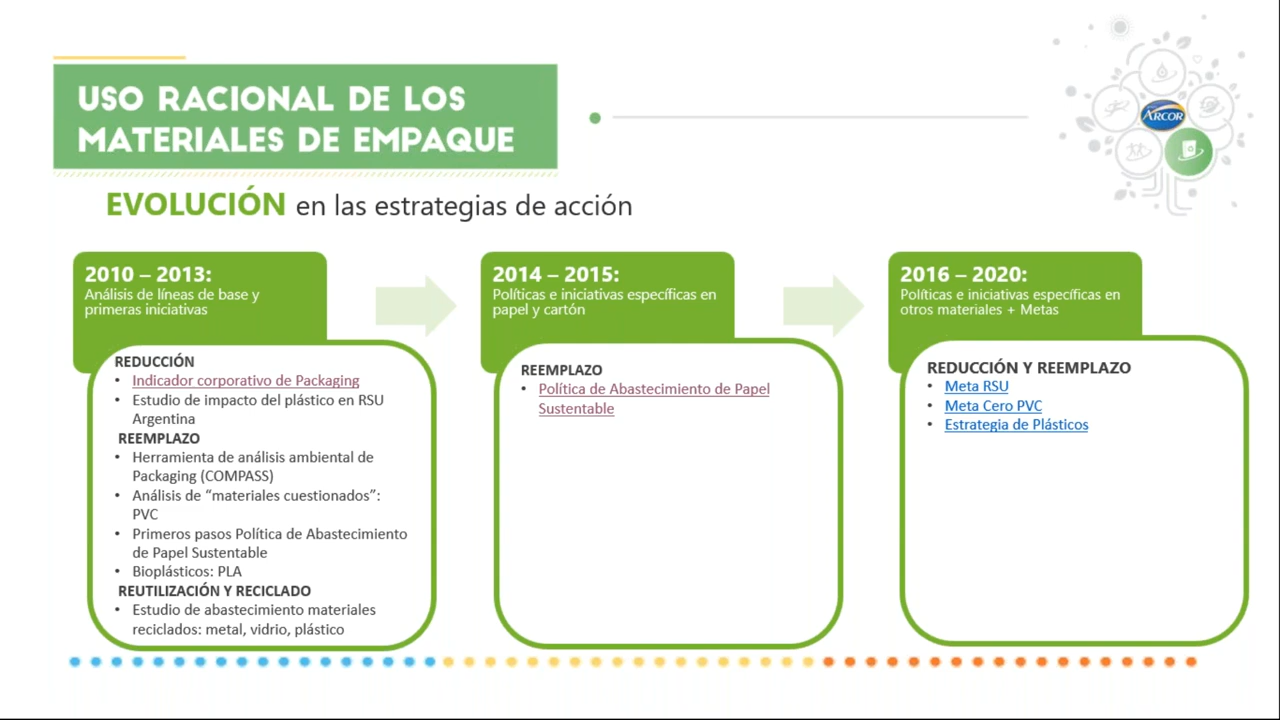 USO RACIONAL DE LOS
MATERIALES DE EMPAQUE
ARCOR
EVOLUCIÓN en las estrategias de acción
2010 – 2013:
Análisis de líneas de base y
primeras iniciativas
REDUCCIÓN
• Indicador corporativo de Packaging
• Estudio de impacto del plástico en RSU
Argentina
REEMPLAZO
• Herramienta de análisis ambiental de
Packaging (COMPASS)
• Análisis de “materiales cuestionados”:
PVC
• Primeros pasos Política de Abastecimiento
de Papel Sustentable
• Bioplásticos: PLA
REUTILIZACIÓN Y RECICLADO
• Estudio de abastecimiento materiales
reciclados: metal, vidrio, plástico
2014 – 2015:
Políticas e iniciativas específicas en
papel y cartón
REEMPLAZO
• Política de Abastecimiento de Papel
Sustentable
2016 – 2020:
Políticas e iniciativas específicas en
otros materiales + Metas
REDUCCIÓN Y REEMPLAZO
• Meta RSU
• Meta Cero PVC
• Estrategia de Plásticos